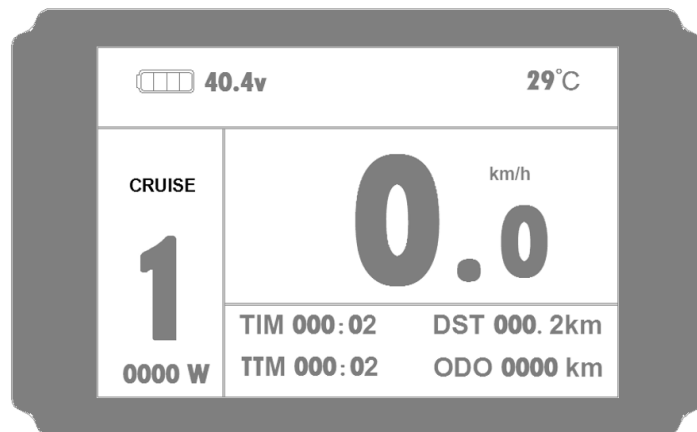 40.4v 29°C
CRUISE
km/h
1
0.0
0000 W
TIM 000:02 DST 000. 2km
TTM 000:02 ODO 0000 km